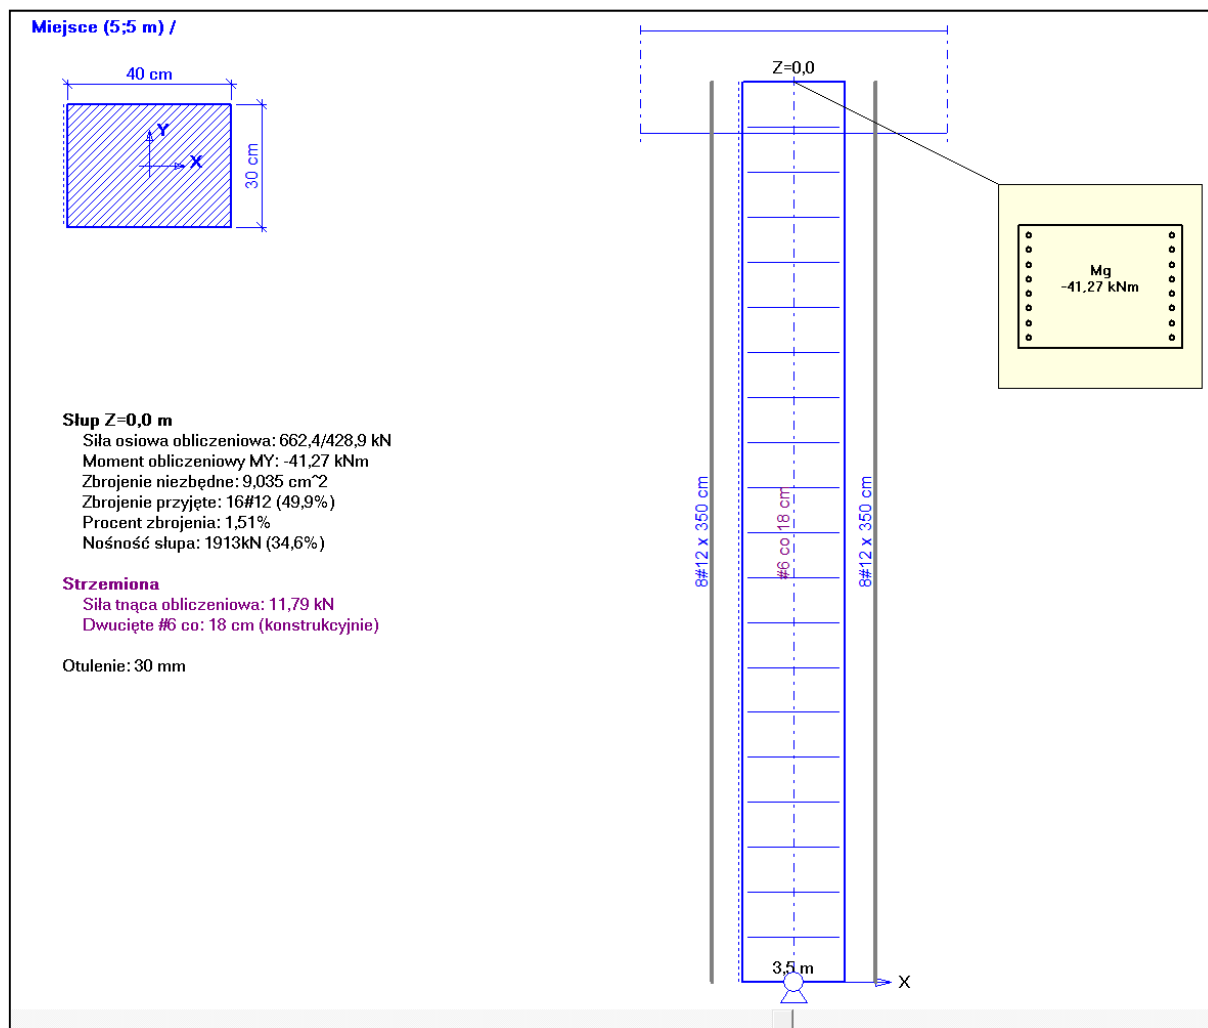 Miejsce (5;5 m) /
40 cm
Y
X
30 cm
Słup Z=0,0 m
Siła osiowa obliczeniowa: 662,4/428,9 kN
Moment obliczeniowy MY: -41,27 kNm
Zbrojenie niezbędne: 9,035 cm^2
Zbrojenie przyjęte: 16#12 (49,9%)
Procent zbrojenia: 1,51%
Nośność słupa: 1913kN (34,6%)
Strzemiona
Siła tnąca obliczeniowa: 11,79 kN
Dwucięte #6 co: 18 cm (konstrukcyjnie)
Otulenie: 30 mm
Z=0,0
8#12 x 350 cm
#6 co 18 cm
8#12 x 350 cm
3,5 m
X
Mg
-41,27 kNm